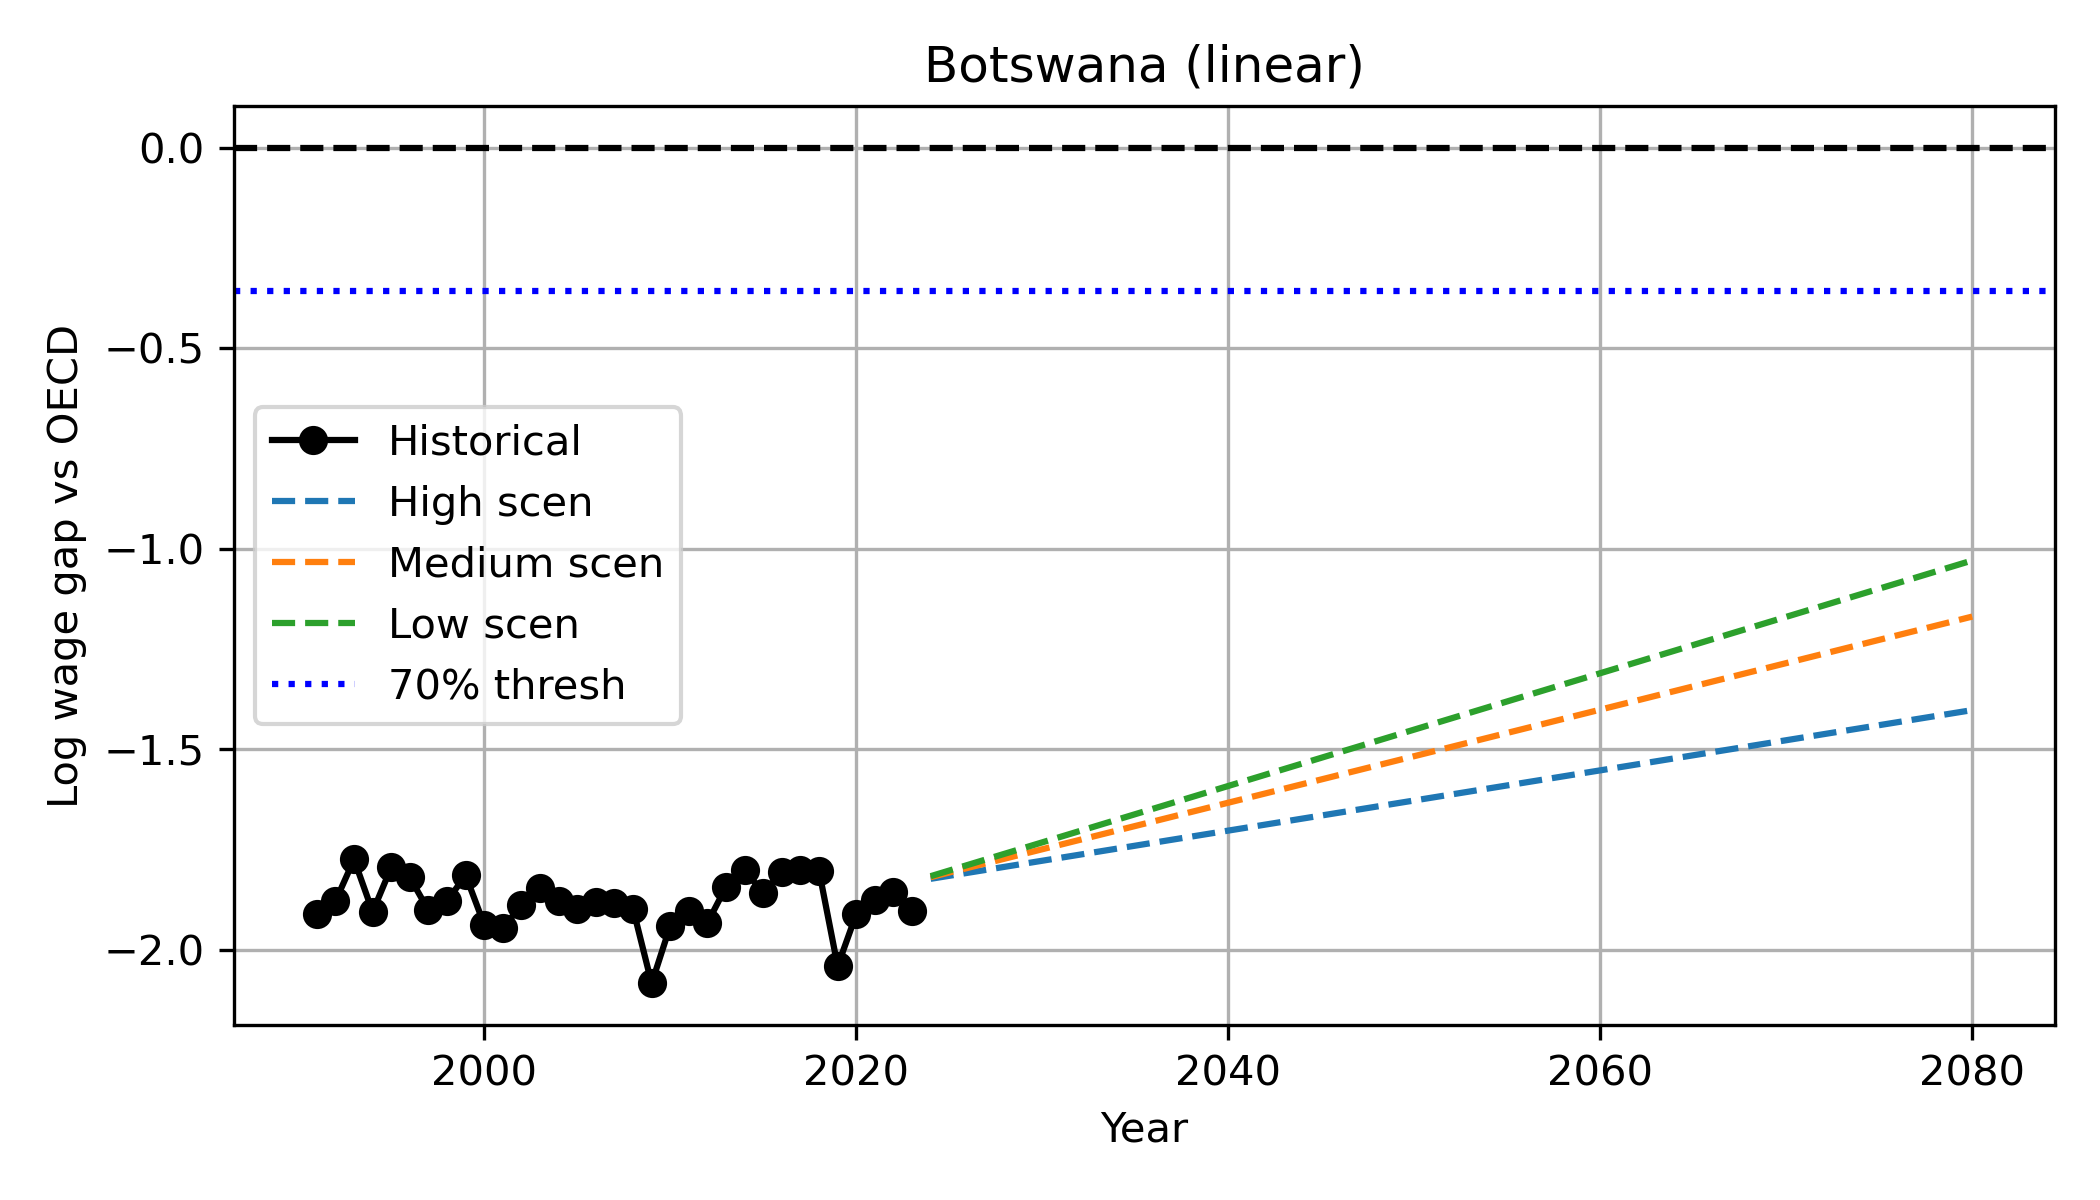 Botswana (linear)
Log wage gap vs OECD
0.0
−0.5
−1.0
−1.5
−2.0
Historical
High scen
Medium scen
Low scen
70% thresh
2000 2020 2040 2060 2080
Year